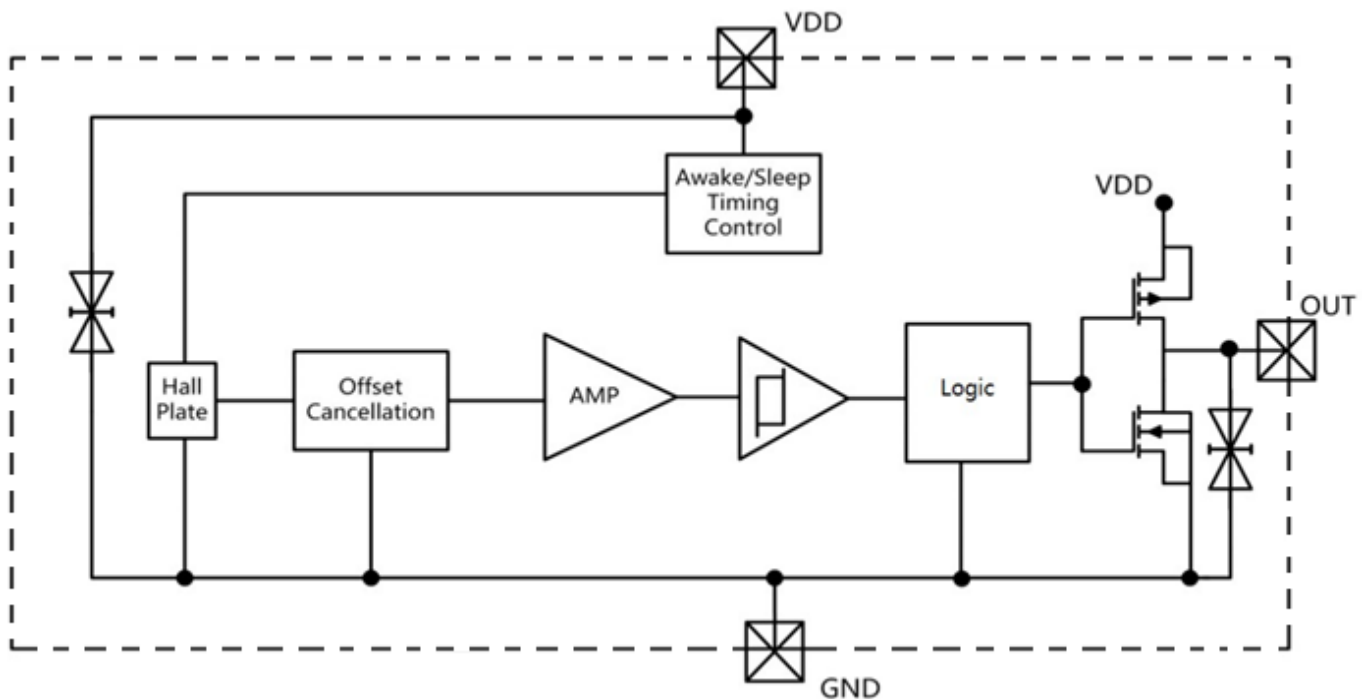 VDD
Awake/Sleep
Timing
Control
VDD
OUT
Hall
Plate
Offset
Cancellation
AMP
Logic
GND